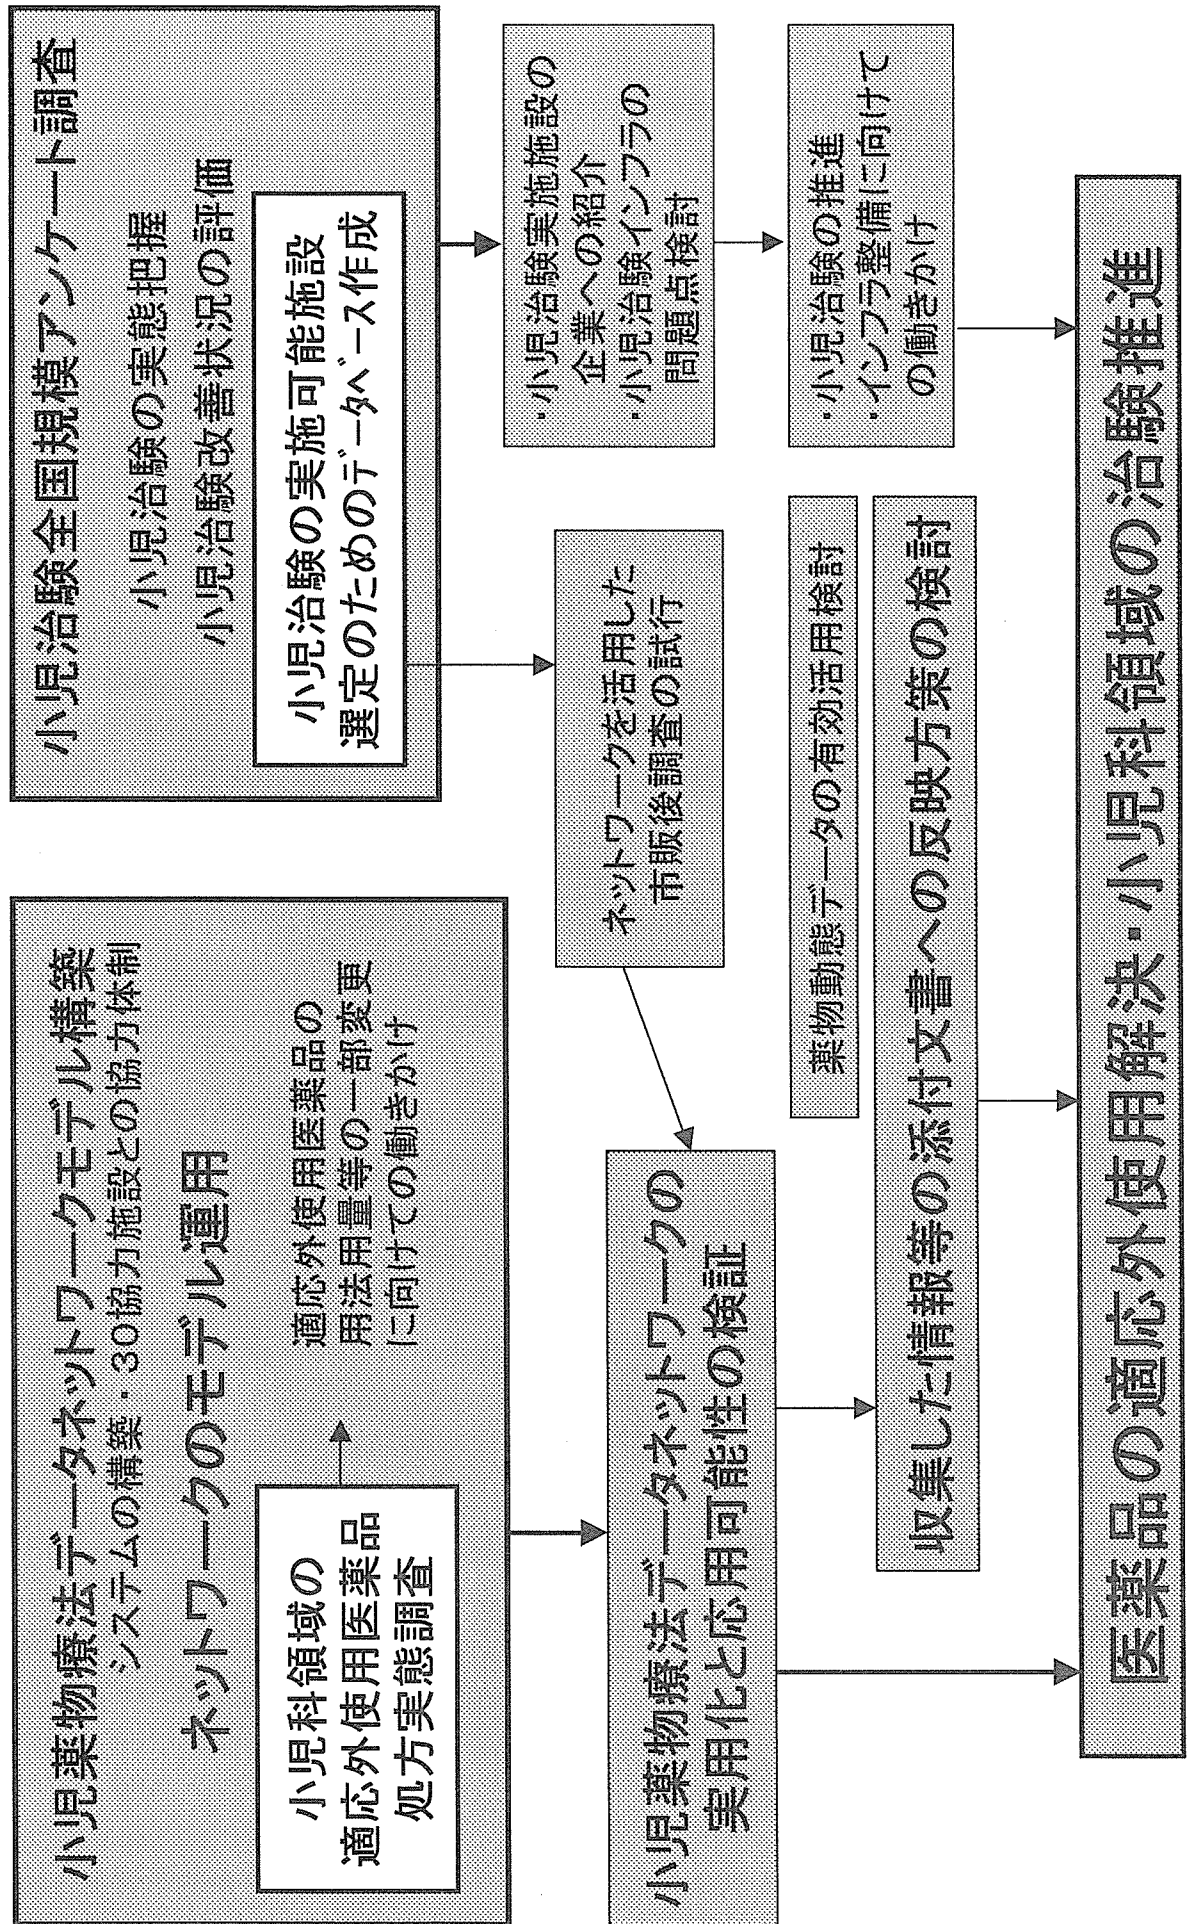 小児薬物療法データネットワークモデル構築
システムの構築・30協力施設との協力体制
ネットワークのモデル運用
小児科領域の
適応外使用医薬品
処方実態調査
適応外使用医薬品の
用法用量等の一部変更
に向けての働きかけ
小児治験全国規模アンケート調査
小児治験の実態把握
小児治験改善状況の評価
小児治験の実施可能施設
選定のためのデータベース作成
ネットワークを活用した
市販後調査の試行
・小児治験実施施設の
企業への紹介
・小児治験インフラの
問題点検討
小児薬物療法データネットワークの
実用化と応用可能性の検証
薬物動態データの有効活用検討
収集した情報等の添付文書への反映方策の検討
・小児治験の推進
・インフラ整備に向けて
の働きかけ
医薬品の適応外使用解決・小児科領域の治験推進